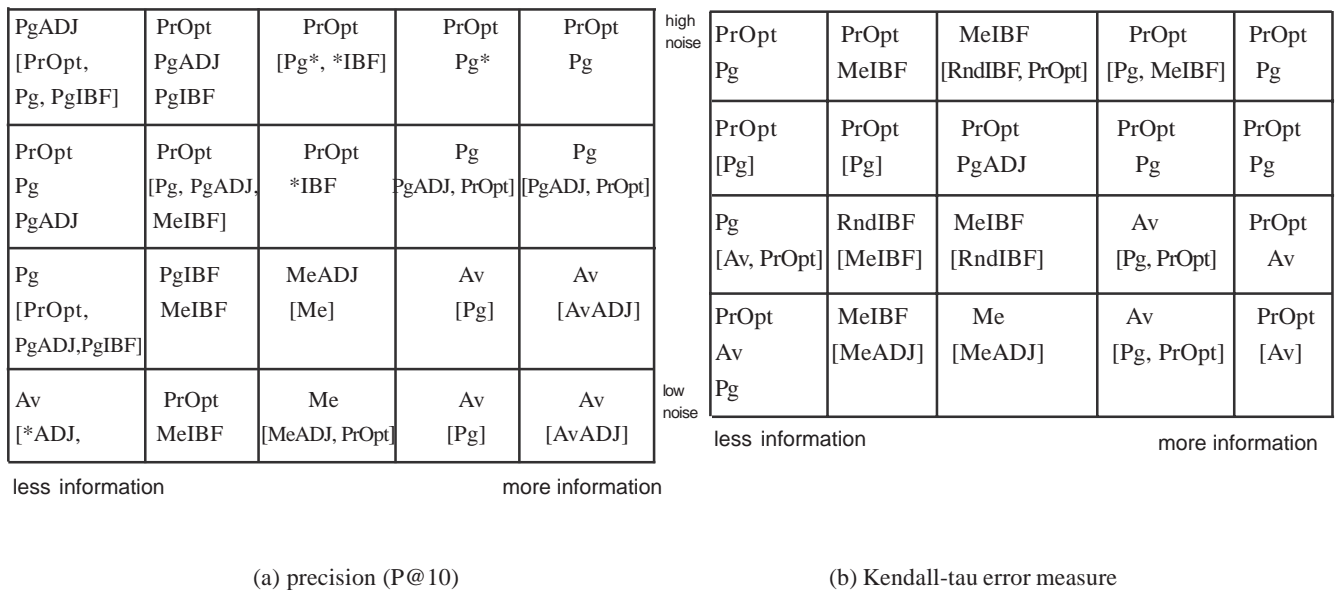 PgADJ
[PrOpt,
Pg, PgIBF]
PrOpt
PgADJ
PgIBF
PrOpt
[Pg*, *IBF]
PrOpt
Pg*
PrOpt
Pg
high
noise
PrOpt
Pg
PgADJ
PrOpt
[Pg, PgADJ,
MeIBF]
PrOpt
*IBF
Pg
PgADJ, PrOpt]
Pg
[PgADJ, PrOpt]
Pg
[PrOpt,
PgADJ,PgIBF]
PgIBF
MeIBF
MeADJ
[Me]
Av
[Pg]
Av
[AvADJ]
Av
[*ADJ,
PrOpt
MeIBF
Me
[MeADJ, PrOpt]
Av
[Pg]
Av
[AvADJ]
low
noise
less information
more information
(a) precision (P@10)
PrOpt
Pg
PrOpt
MeIBF
MeIBF
[RndIBF, PrOpt]
PrOpt
[Pg, MeIBF]
PrOpt
Pg
PrOpt
[Pg]
PrOpt
[Pg]
PrOpt
PgADJ
PrOpt
Pg
PrOpt
Pg
Pg
[Av, PrOpt]
RndIBF
[MeIBF]
MeIBF
[RndIBF]
Av
[Pg, PrOpt]
PrOpt
Av
PrOpt
Av
Pg
MeIBF
[MeADJ]
Me
[MeADJ]
Av
[Pg, PrOpt]
PrOpt
[Av]
less information
more information
(b) Kendall-tau error measure